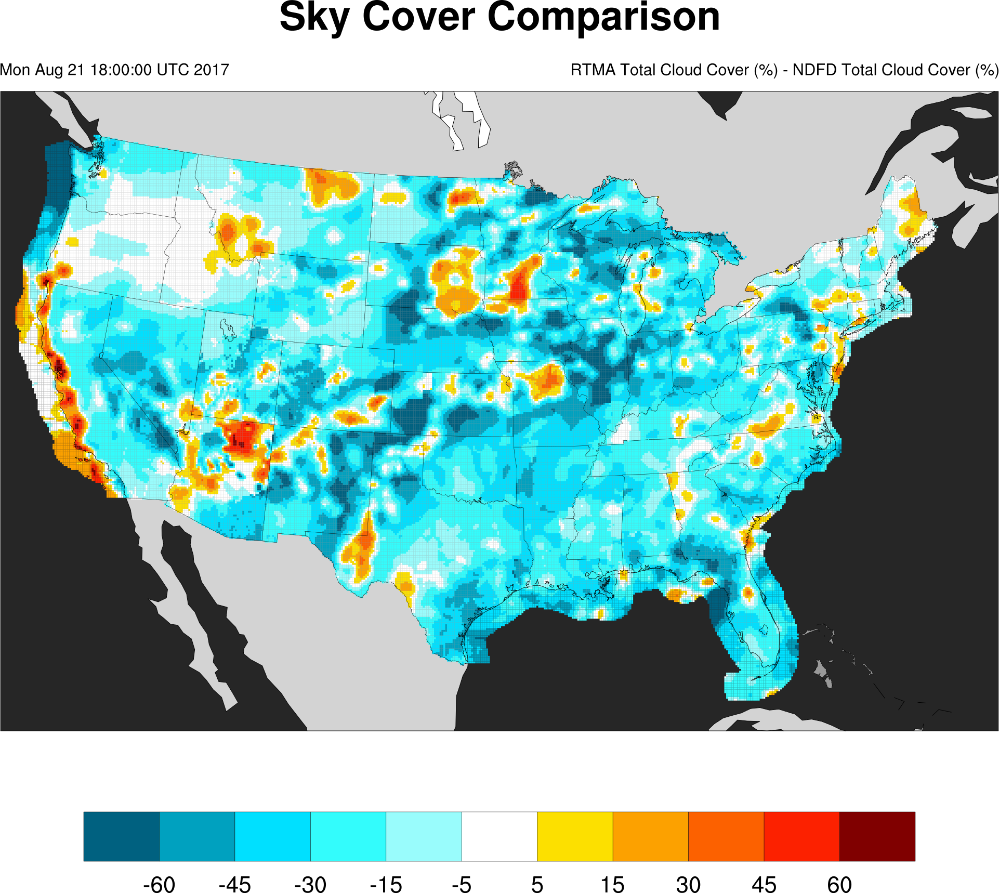 Sky Cover Comparison
Mon Aug 21 18:00:00 UTC 2017
RTMA Total Cloud Cover (%) - NDFD Total Cloud Cover (%)
-60 -45 -30 -15 -5 5 15 30 45 60